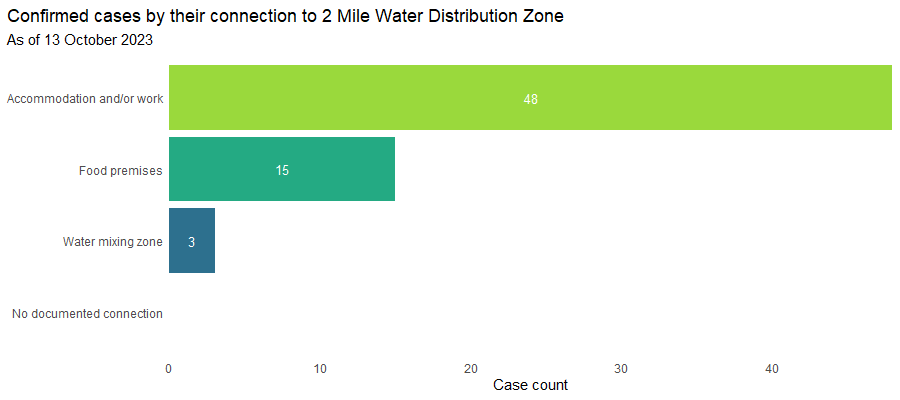 Confirmed cases by their connection to 2 Mile Water Distribution Zone
As of 13 October 2023
Accommodation and/or work
48
Food premises
15
Water mixing zone
3
No documented connection
0 10 20 30 40
Case count